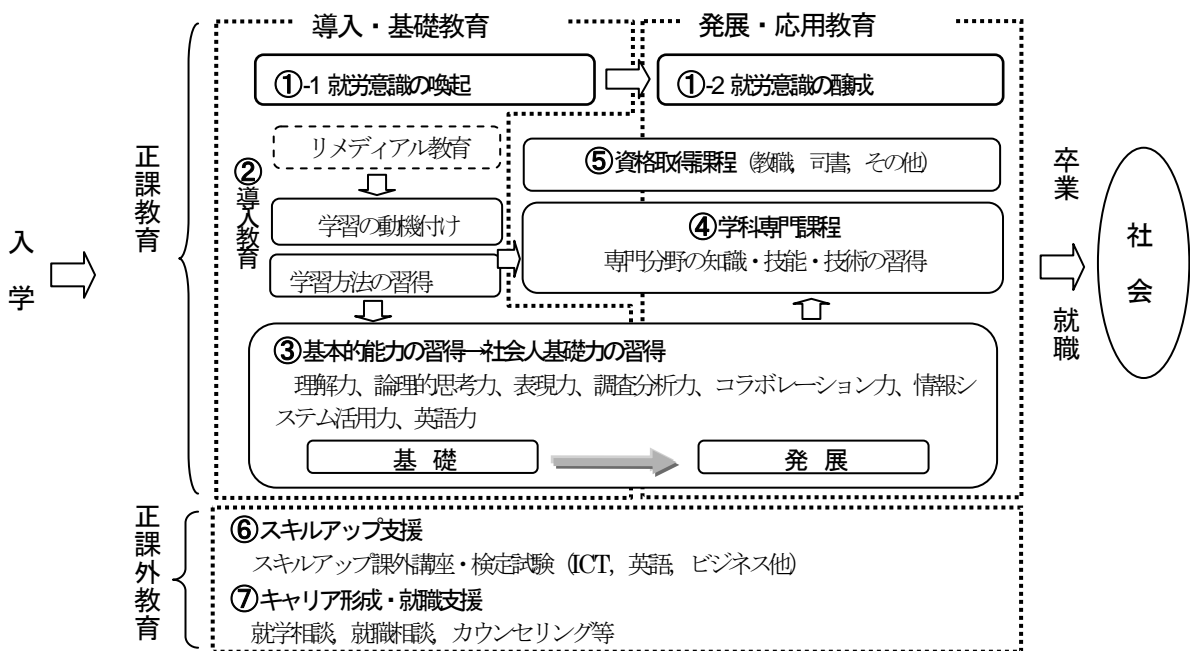 導入・基礎教育
発展・応用教育
①-1 就労意識の喚起
①-2 就労意識の醸成
入学
正課教育
②導入教育
リメディアル教育
学習の動機付け
学習方法の習得
⑤資格取得課程 (教職, 司書, その他)
④学科専門課程
専門分野の知識・技能・技術の習得
③基本的能力の習得→社会人基礎力の習得
理解力、論理的思考力、表現力、調査分析力、コラボレーション力、情報シ
ステム活用力、英語力
基 礎
発 展
卒業
就職
社会
正課外教育
⑥スキルアップ支援
スキルアップ課外講座・検定試験 (ICT, 英語, ビジネス他)
⑦キャリア形成・就職支援
就学相談, 就職相談, カウンセリング等